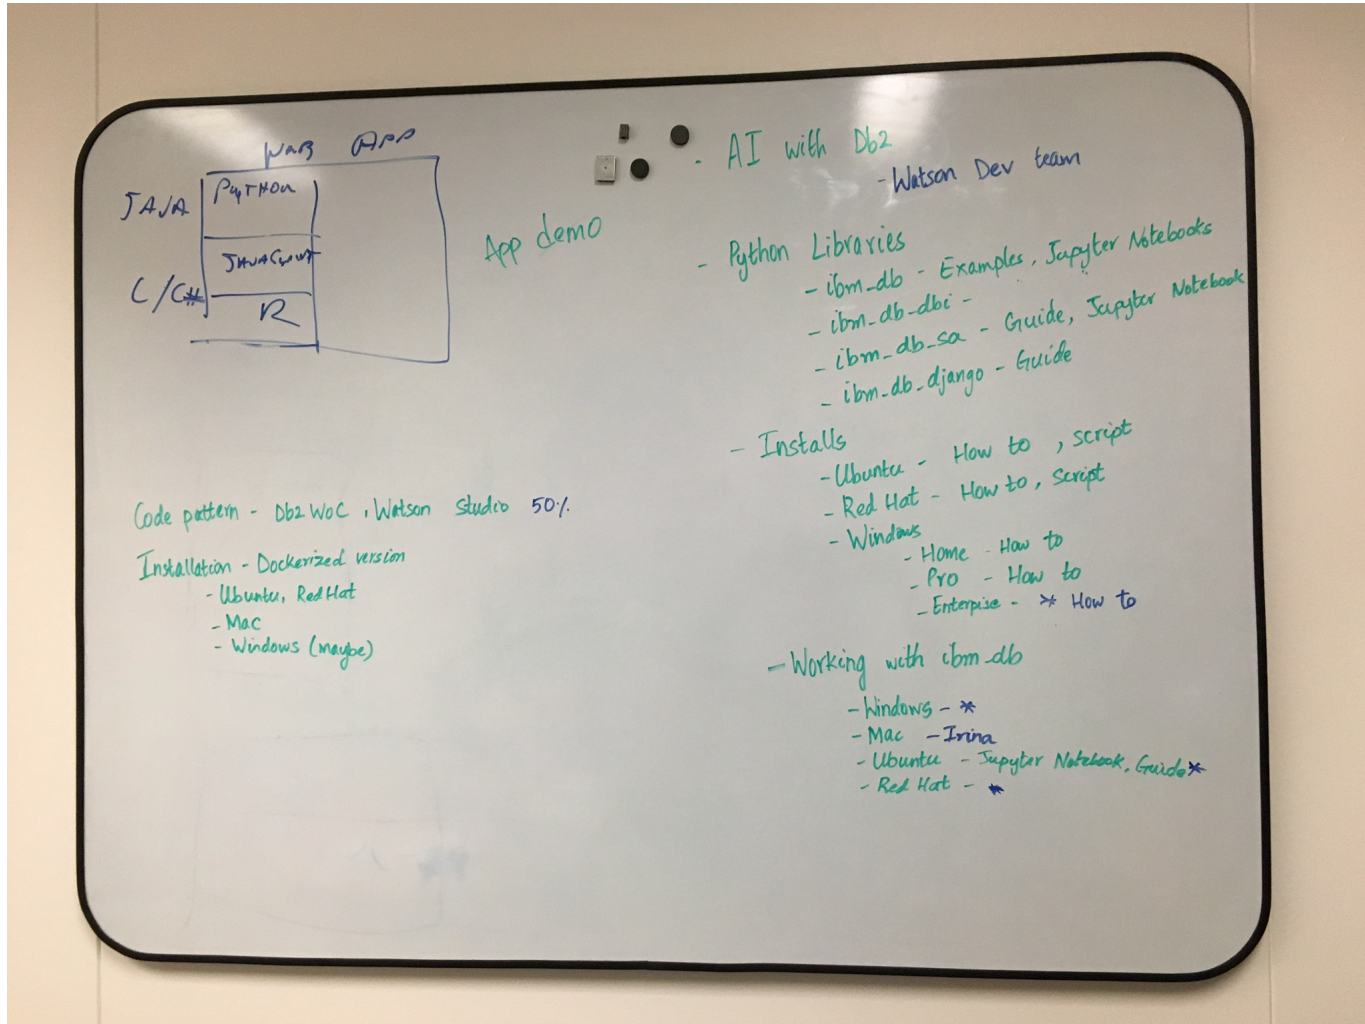 WEB APP
JAVA
PYTHON
C/C#
R
App demo
Code pattern - Db2 WoC, Watson Studio 50%
Installation - Dockerized version
- Ubuntu, RedHat
- Mac
- Windows (maybe)
- AI with Db2
- Watson Dev team
- Python Libraries
- ibm_db - Examples, Jupyter Notebooks
- ibm_db_dbi -
- ibm_db_sa - Guide, Jupyter Notebook
- ibm_db_django - Guide
- Installs
- Ubuntu - How to , script
- Red Hat - How to, Script
- Windows
- Home - How to
- Pro - How to
- Enterpise - * How to
- Working with ibm_db
- Windows - *
- Mac - Irina
- Ubuntu - Jupyter Notebook, Guide*
- Red Hat - *